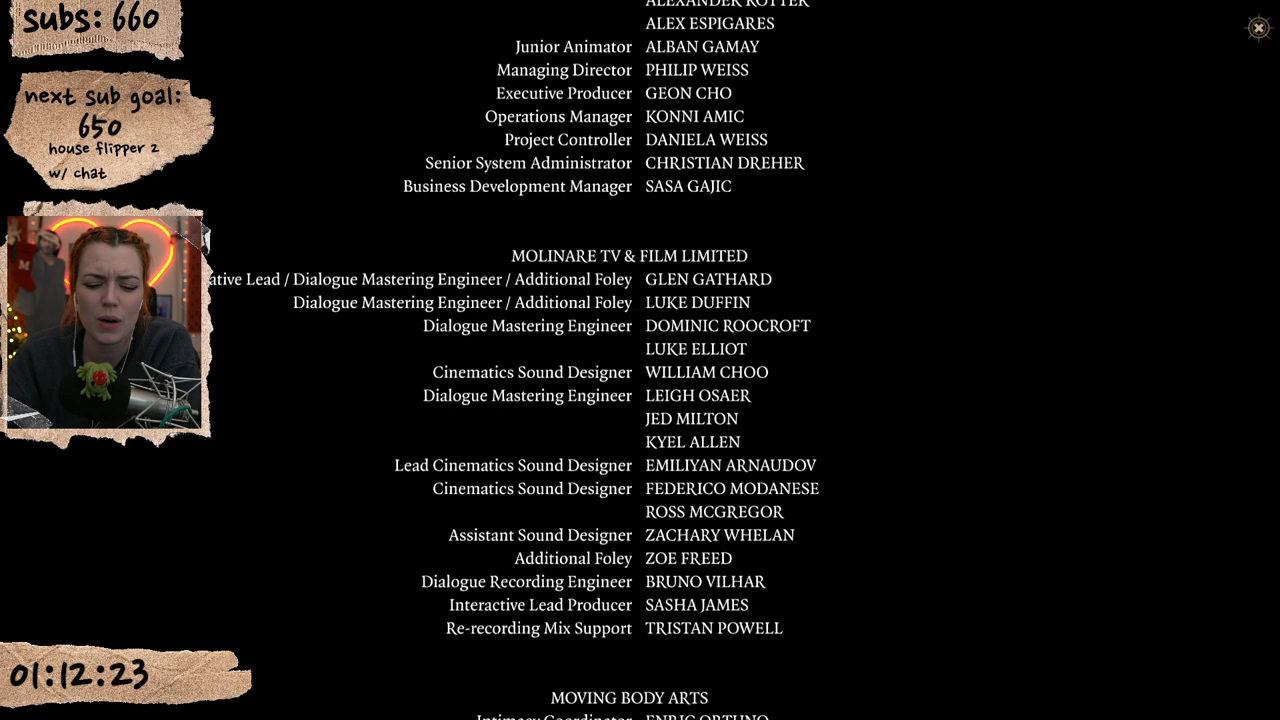 subs: 660
next sub goal:
650
house flipper 2
w/ chat
ALEXANDER ROTTER
ALEX ESPIGARES
Junior Animator ALBAN GAMAY
Managing Director PHILIP WEISS
Executive Producer GEON CHO
Operations Manager KONNI AMIC
Project Controller DANIELA WEISS
Senior System Administrator CHRISTIAN DREHER
Business Development Manager SASA GAJIC
MOLINARE TV & FILM LIMITED
Lead / Dialogue Mastering Engineer / Additional Foley GLEN GATHARD
Dialogue Mastering Engineer / Additional Foley LUKE DUFFIN
Dialogue Mastering Engineer DOMINIC ROOCROFT
LUKE ELLIOT
Cinematics Sound Designer WILLIAM CHOO
Dialogue Mastering Engineer LEIGH OSAER
JED MILTON
KYEL ALLEN
Lead Cinematics Sound Designer EMILIYAN ARNAUDOV
Cinematics Sound Designer FEDERICO MODANESE
ROSS MCGREGOR
Assistant Sound Designer ZACHARY WHELAN
Additional Foley ZOE FREED
Dialogue Recording Engineer BRUNO VILHAR
Interactive Lead Producer SASHA JAMES
Re-recording Mix Support TRISTAN POWELL
MOVING BODY ARTS
Intimacy Coordinator ENRIC ORTUNO
01:12:23